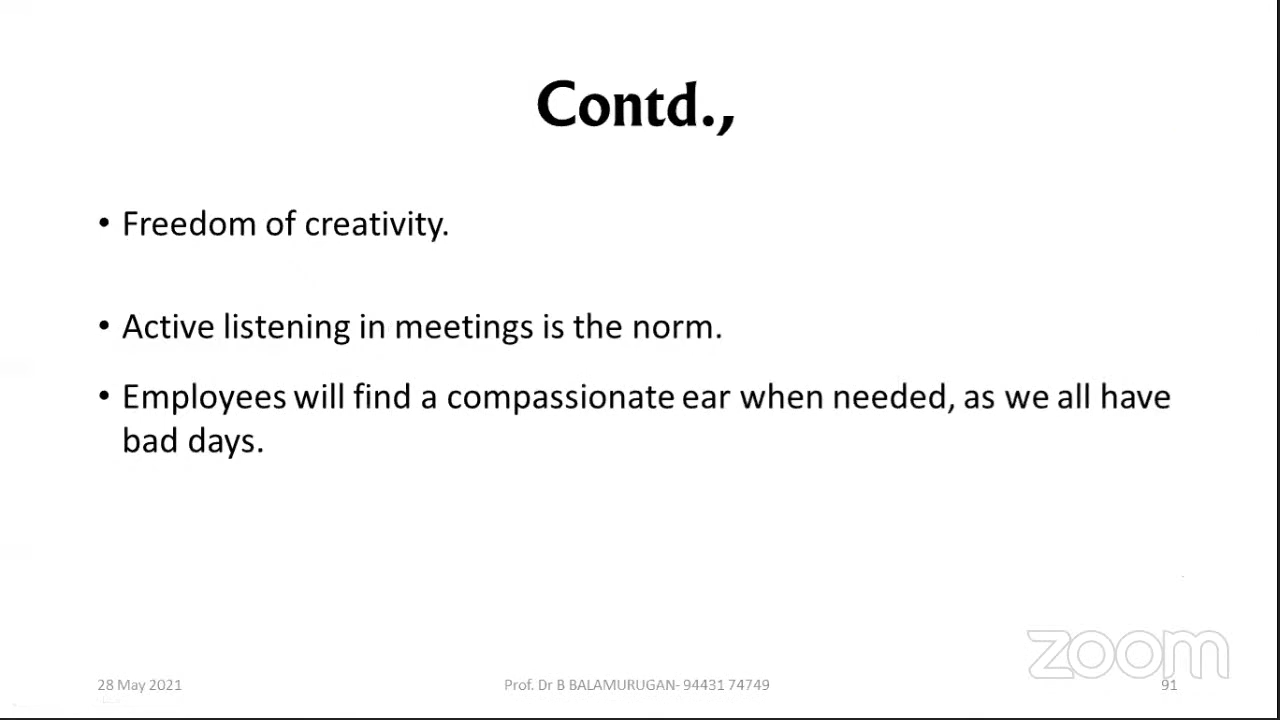 Contd.,
• Freedom of creativity.
• Active listening in meetings is the norm.
• Employees will find a compassionate ear when needed, as we all have
bad days.
zoom
28 May 2021
Prof. Dr B BALAMURUGAN- 94431 74749
91